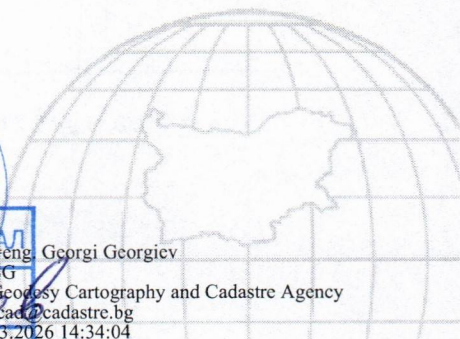 eng. Georgi Georgiev
G
Geodesy Cartography and Cadastre Agency
cad@cadastre.bg
3.2026 14:34:04